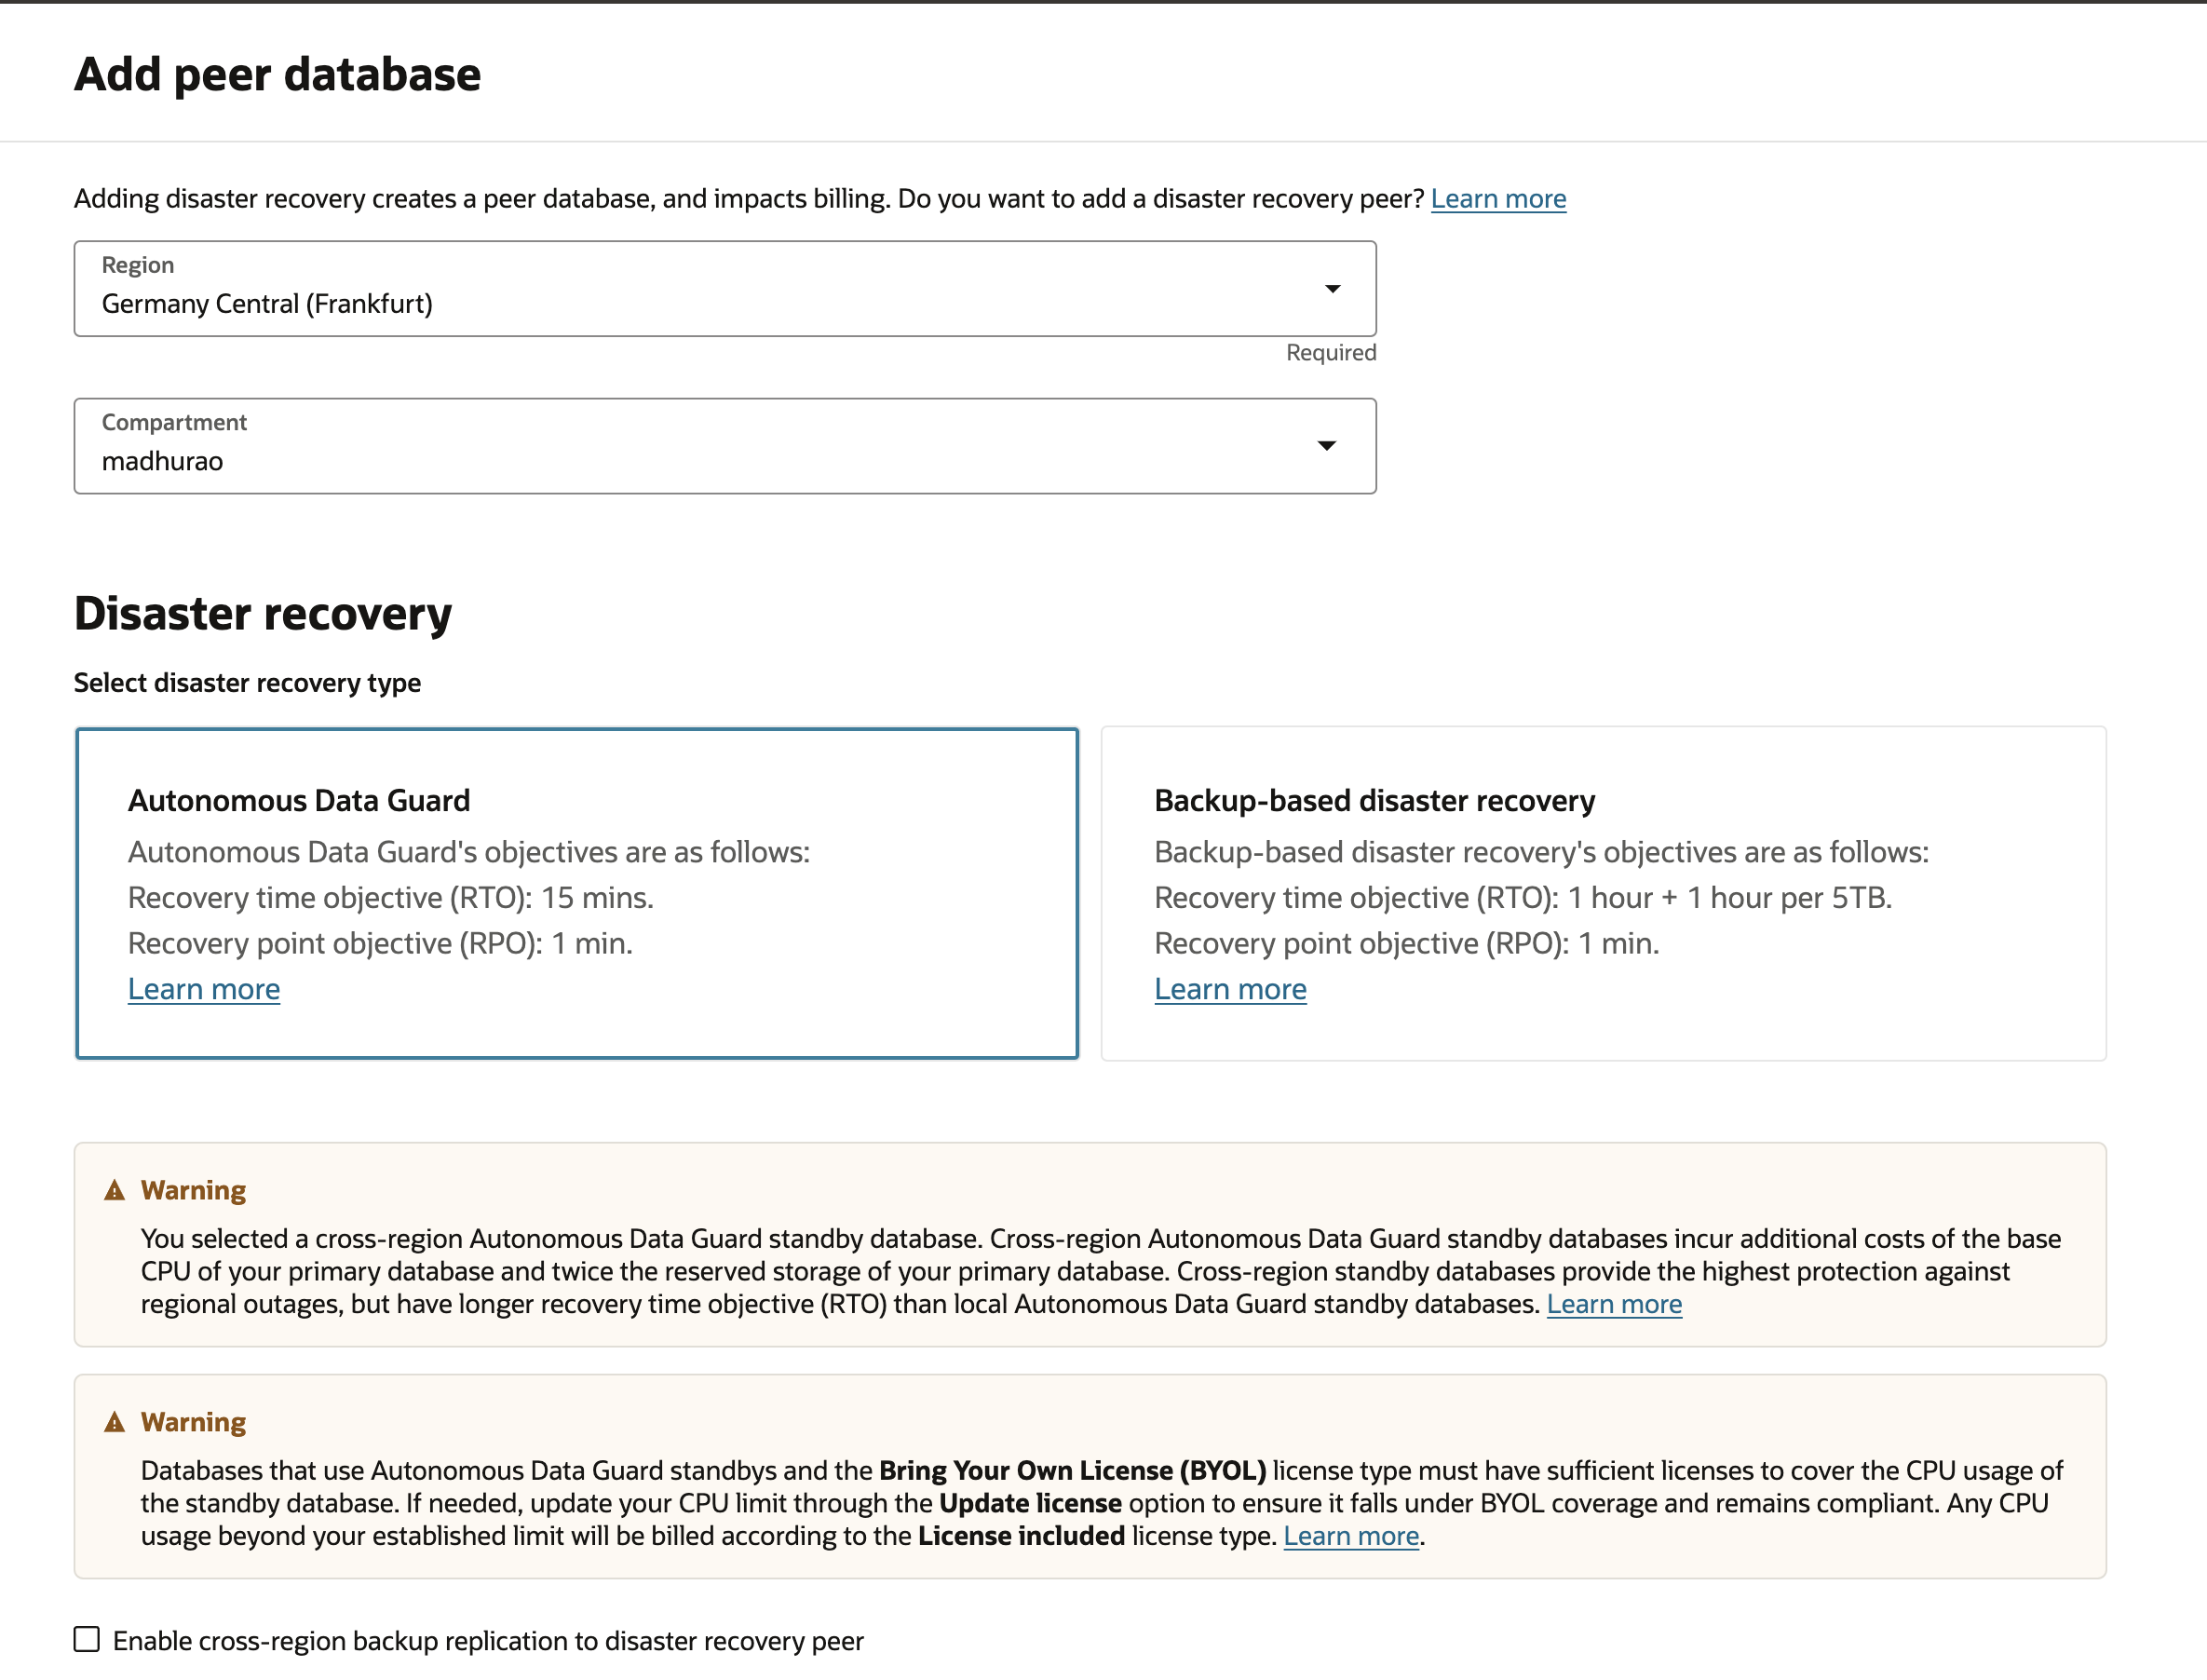 Add peer database
Adding disaster recovery creates a peer database, and impacts billing. Do you want to add a disaster recovery peer? Learn more
Region
Germany Central (Frankfurt)
Required
Compartment
madhurao
Disaster recovery
Select disaster recovery type
Autonomous Data Guard
Autonomous Data Guard's objectives are as follows:
Recovery time objective (RTO): 15 mins.
Recovery point objective (RPO): 1 min.
Learn more
Backup-based disaster recovery
Backup-based disaster recovery's objectives are as follows:
Recovery time objective (RTO): 1 hour + 1 hour per 5TB.
Recovery point objective (RPO): 1 min.
Learn more
Warning
You selected a cross-region Autonomous Data Guard standby database. Cross-region Autonomous Data Guard standby databases incur additional costs of the base
CPU of your primary database and twice the reserved storage of your primary database. Cross-region standby databases provide the highest protection against
regional outages, but have longer recovery time objective (RTO) than local Autonomous Data Guard standby databases. Learn more
Warning
Databases that use Autonomous Data Guard standbys and the Bring Your Own License (BYOL) license type must have sufficient licenses to cover the CPU usage of
the standby database. If needed, update your CPU limit through the Update license option to ensure it falls under BYOL coverage and remains compliant. Any CPU
usage beyond your established limit will be billed according to the License included license type. Learn more.
Enable cross-region backup replication to disaster recovery peer